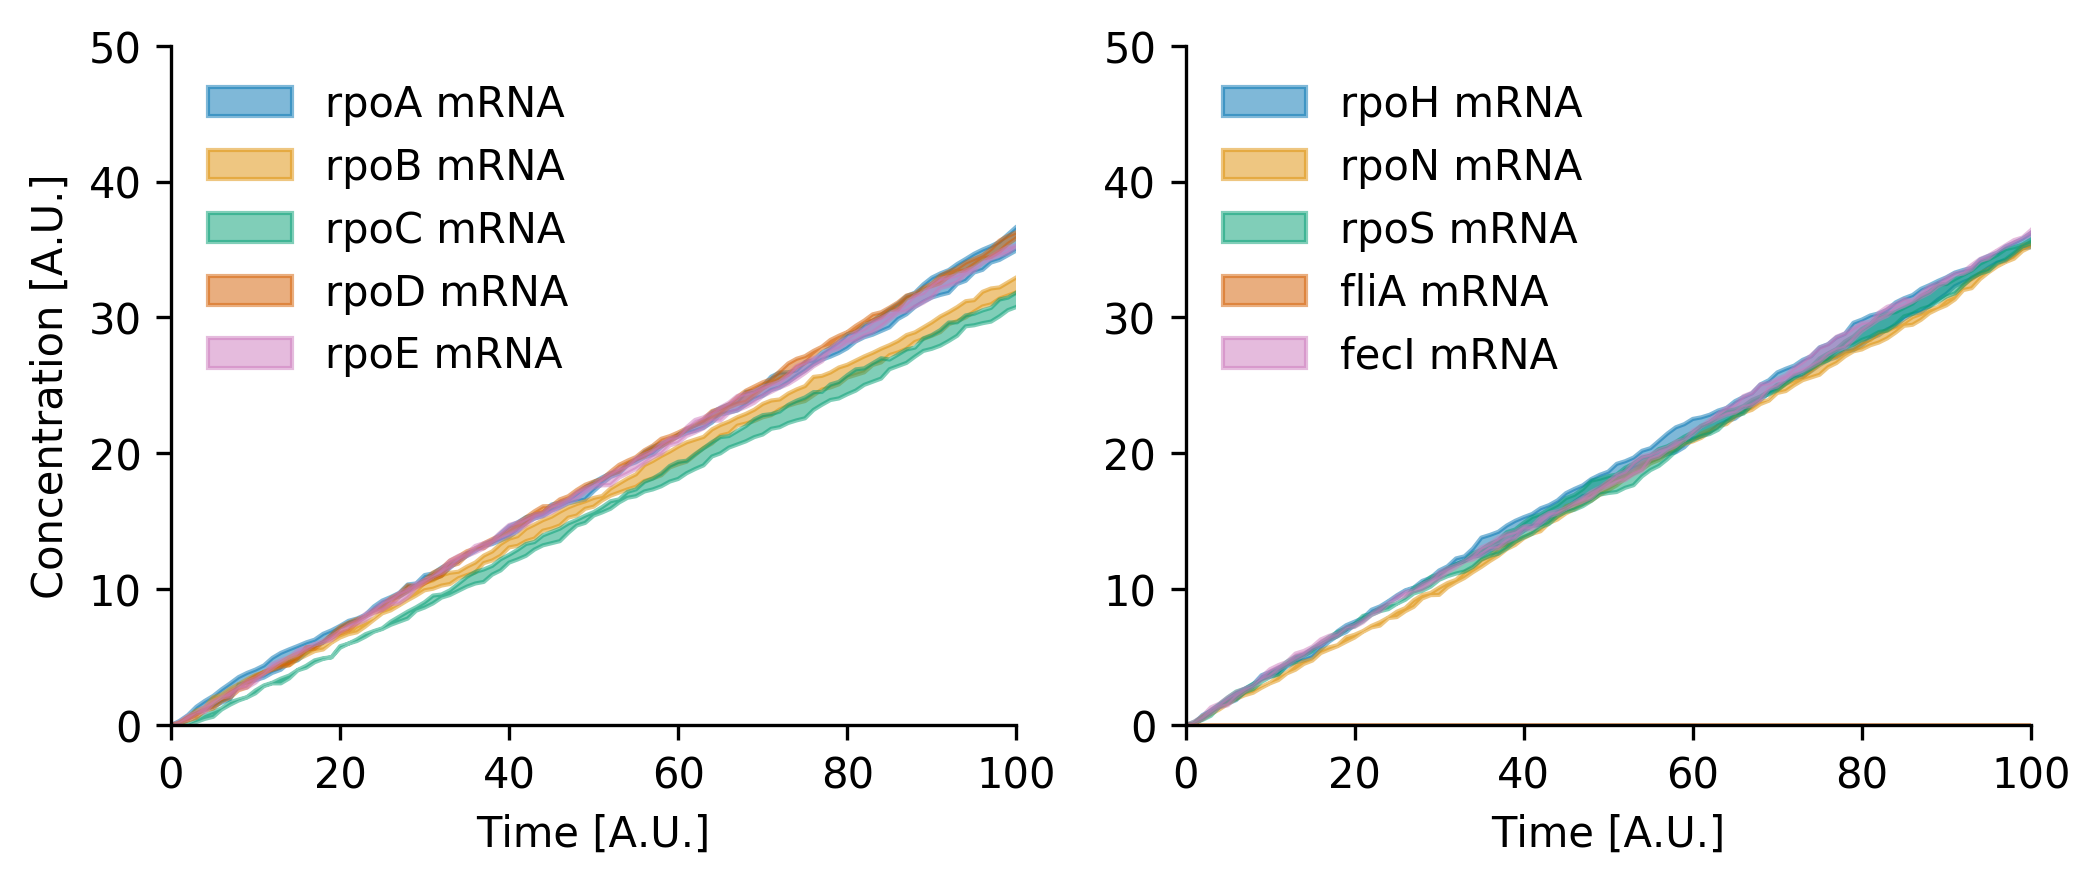 50
40
30
20
10
0
Concentration [A.U.]
rpoA mRNA
rpoB mRNA
rpoC mRNA
rpoD mRNA
rpoE mRNA
0 20 40 60 80 100
Time [A.U.]
50
40
30
20
10
0
rpoH mRNA
rpoN mRNA
rpoS mRNA
fliA mRNA
fecI mRNA
0 20 40 60 80 100
Time [A.U.]